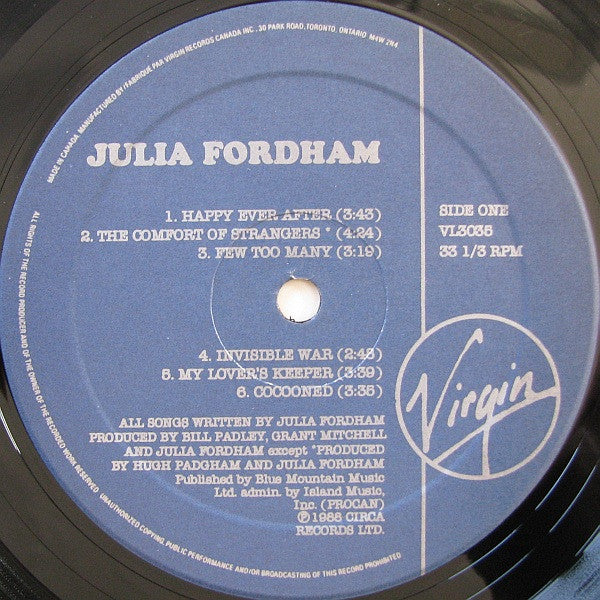 MADE IN CANADA. MANUFACTURED BY/FABRIQUÉ PAR VIRGIN RECORDS CANADA INC., 30 PARK ROAD, TORONTO, ONTARIO M4W 2N4
JULIA FORDHAM
1. HAPPY EVER AFTER (3:43)
2. THE COMFORT OF STRANGERS * (4:24)
3. FEW TOO MANY (3:19)
SIDE ONE
VL3035
33 1/3 RPM
4. INVISIBLE WAR (2:43)
5. MY LOVER'S KEEPER (3:39)
6. COCOONED (3:35)
Virgin
ALL SONGS WRITTEN BY JULIA FORDHAM
PRODUCED BY BILL PADLEY, GRANT MITCHELL
AND JULIA FORDHAM except *PRODUCED
BY HUGH PADGHAM AND JULIA FORDHAM
Published by Blue Mountain Music
Ltd. admin. by Island Music,
Inc. (PROCAN)
℗ 1988 CIRCA
RECORDS LTD.
ALL RIGHTS OF THE RECORD PRODUCER AND OF THE OWNER OF THE RECORDED WORK RESERVED. UNAUTHORIZED COPYING, PUBLIC PERFORMANCE AND/OR BROADCASTING OF THIS RECORD PROHIBITED